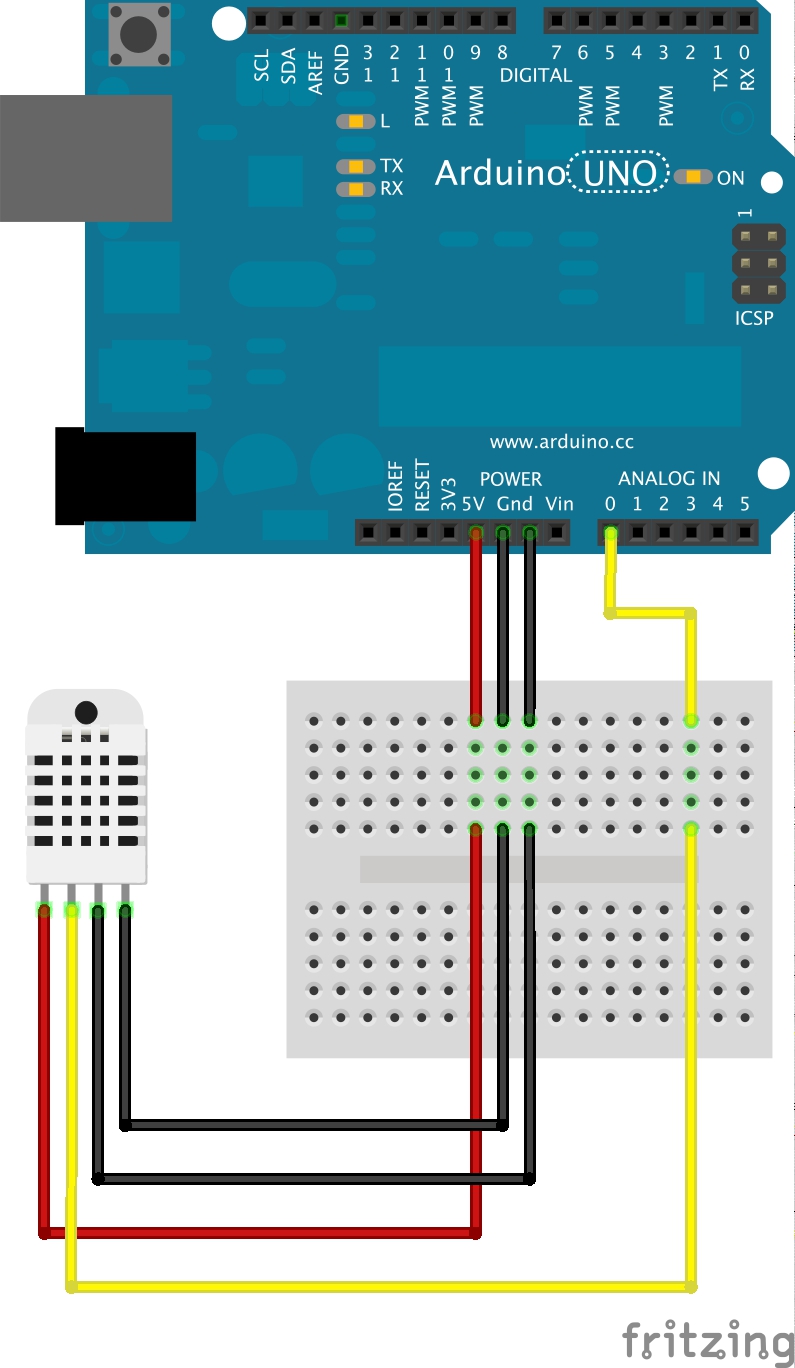 SCL SDA AREF GND 13 12 PWM 11 PWM 10 PWM 9 8 7 PWM 6 PWM 5 4 PWM 3 2 TX 1 RX 0
DIGITAL
L
TX
RX
Arduino UNO
ON
1
ICSP
www.arduino.cc
POWER
ANALOG IN
IOREF RESET 3V3 5V Gnd Vin 0 1 2 3 4 5
fritzing